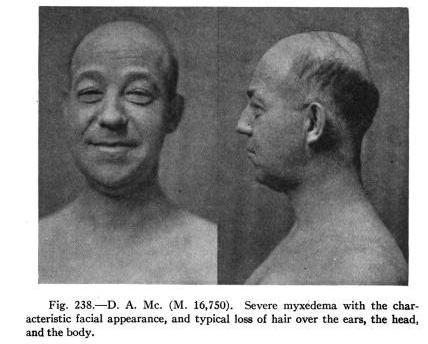 Fig. 238.—D. A. Mc. (M. 16,750). Severe myxedema with the char-
acteristic facial appearance, and typical loss of hair over the ears, the head,
and the body.